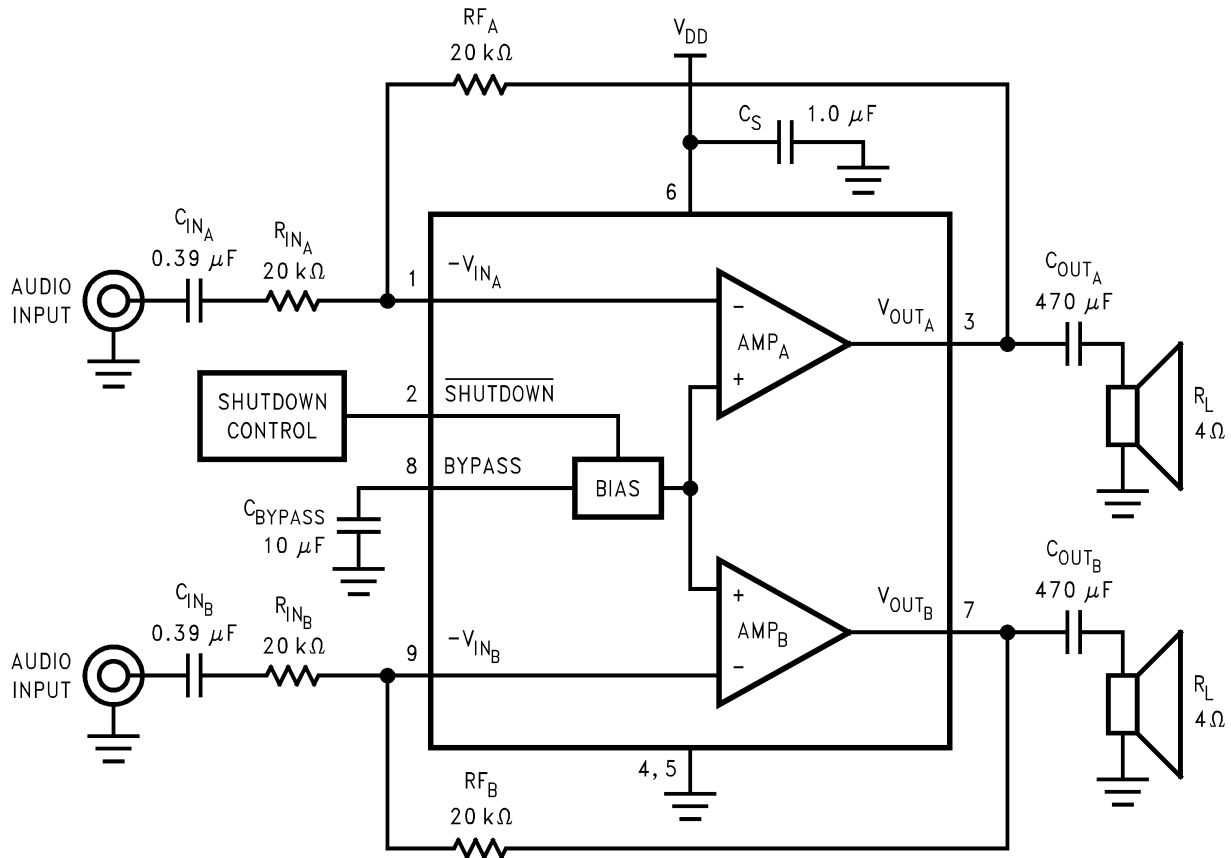 RF_A
20 kΩ
V_DD
C_S
1.0 μF
6
C_IN_A
0.39 μF
R_IN_A
20 kΩ
AUDIO
INPUT
1
-V_IN_A
-
AMP_A
+
V_OUT_A
3
C_OUT_A
470 μF
R_L
4Ω
SHUTDOWN
CONTROL
2
SHUTDOWN
8
BYPASS
BIAS
C_BYPASS
10 μF
C_IN_B
0.39 μF
R_IN_B
20 kΩ
AUDIO
INPUT
9
-V_IN_B
+
AMP_B
-
V_OUT_B
7
C_OUT_B
470 μF
R_L
4Ω
4, 5
RF_B
20 kΩ